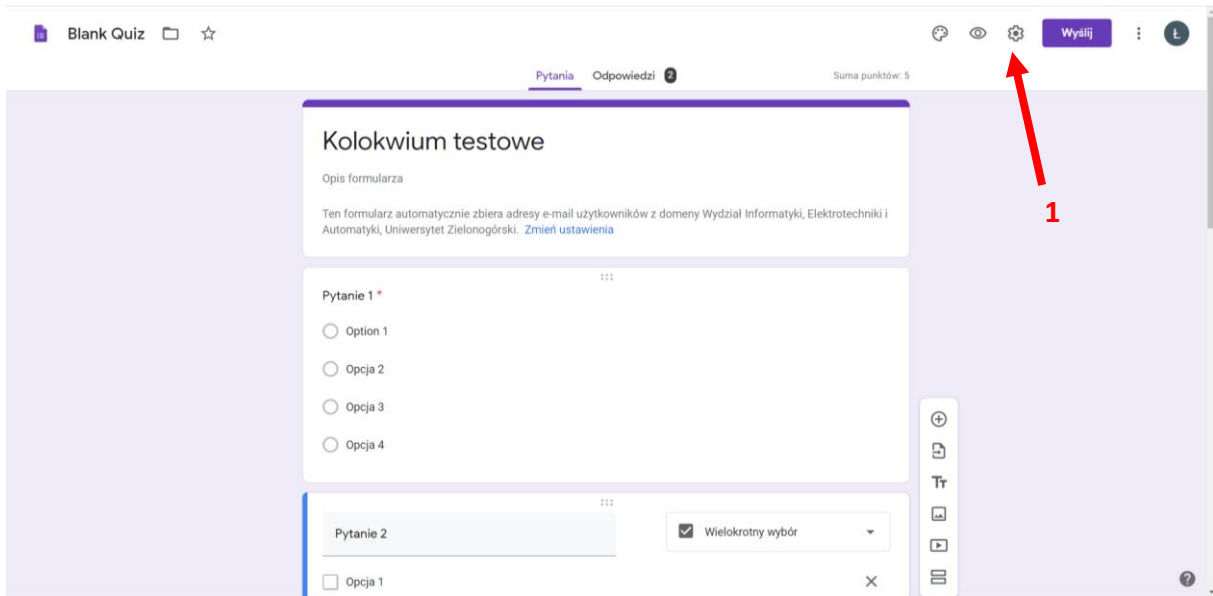 Blank Quiz
Wyślij
Ł
Pytania Odpowiedzi 2 Suma punktów: 5
Kolokwium testowe
Opis formularza
Ten formularz automatycznie zbiera adresy e-mail użytkowników z domeny Wydział Informatyki, Elektrotechniki i
Automatyki, Uniwersytet Zielonogórski. Zmień ustawienia
1
Pytanie 1 *
Option 1
Opcja 2
Opcja 3
Opcja 4
Tт
Pytanie 2
Wielokrotny wybór
Opcja 1